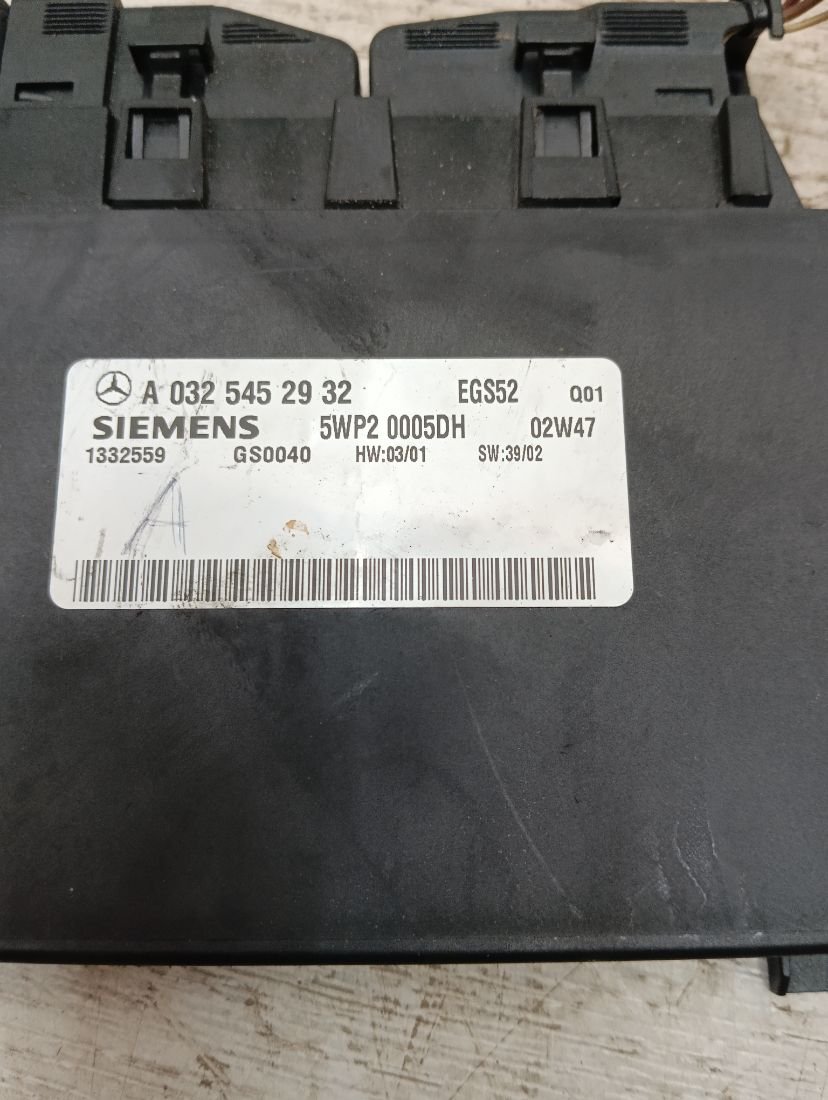 A 032 545 29 32 EGS52 Q01
SIEMENS 5WP2 0005DH 02W47
1332559 GS0040 HW:03/01 SW:39/02
A